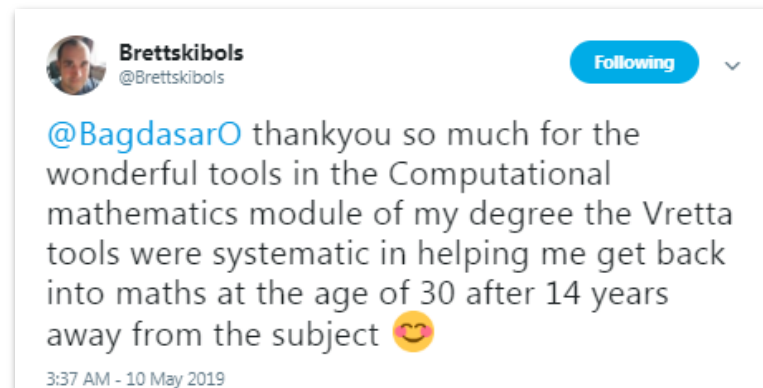 Brettskibols
@Brettskibols
Following
@BagdasarO thankyou so much for the
wonderful tools in the Computational
mathematics module of my degree the Vretta
tools were systematic in helping me get back
into maths at the age of 30 after 14 years
away from the subject 😊
3:37 AM - 10 May 2019